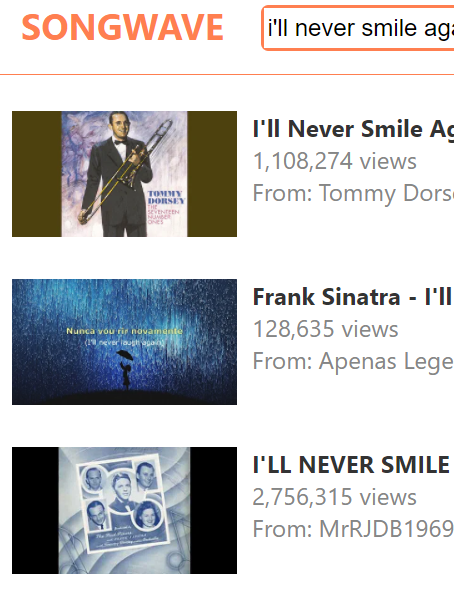 SONGWAVE
i'll never smile aga
TOMMY
DORSEY
THE
SEVENTEEN
NUMBER
ONES
I'll Never Smile Ag
1,108,274 views
From: Tommy Dorse
Nunca vou rir novamente
(I'll never laugh again)
Frank Sinatra - I'll
128,635 views
From: Apenas Lege
I'LL NEVER SMILE
2,756,315 views
From: MrRJDB1969